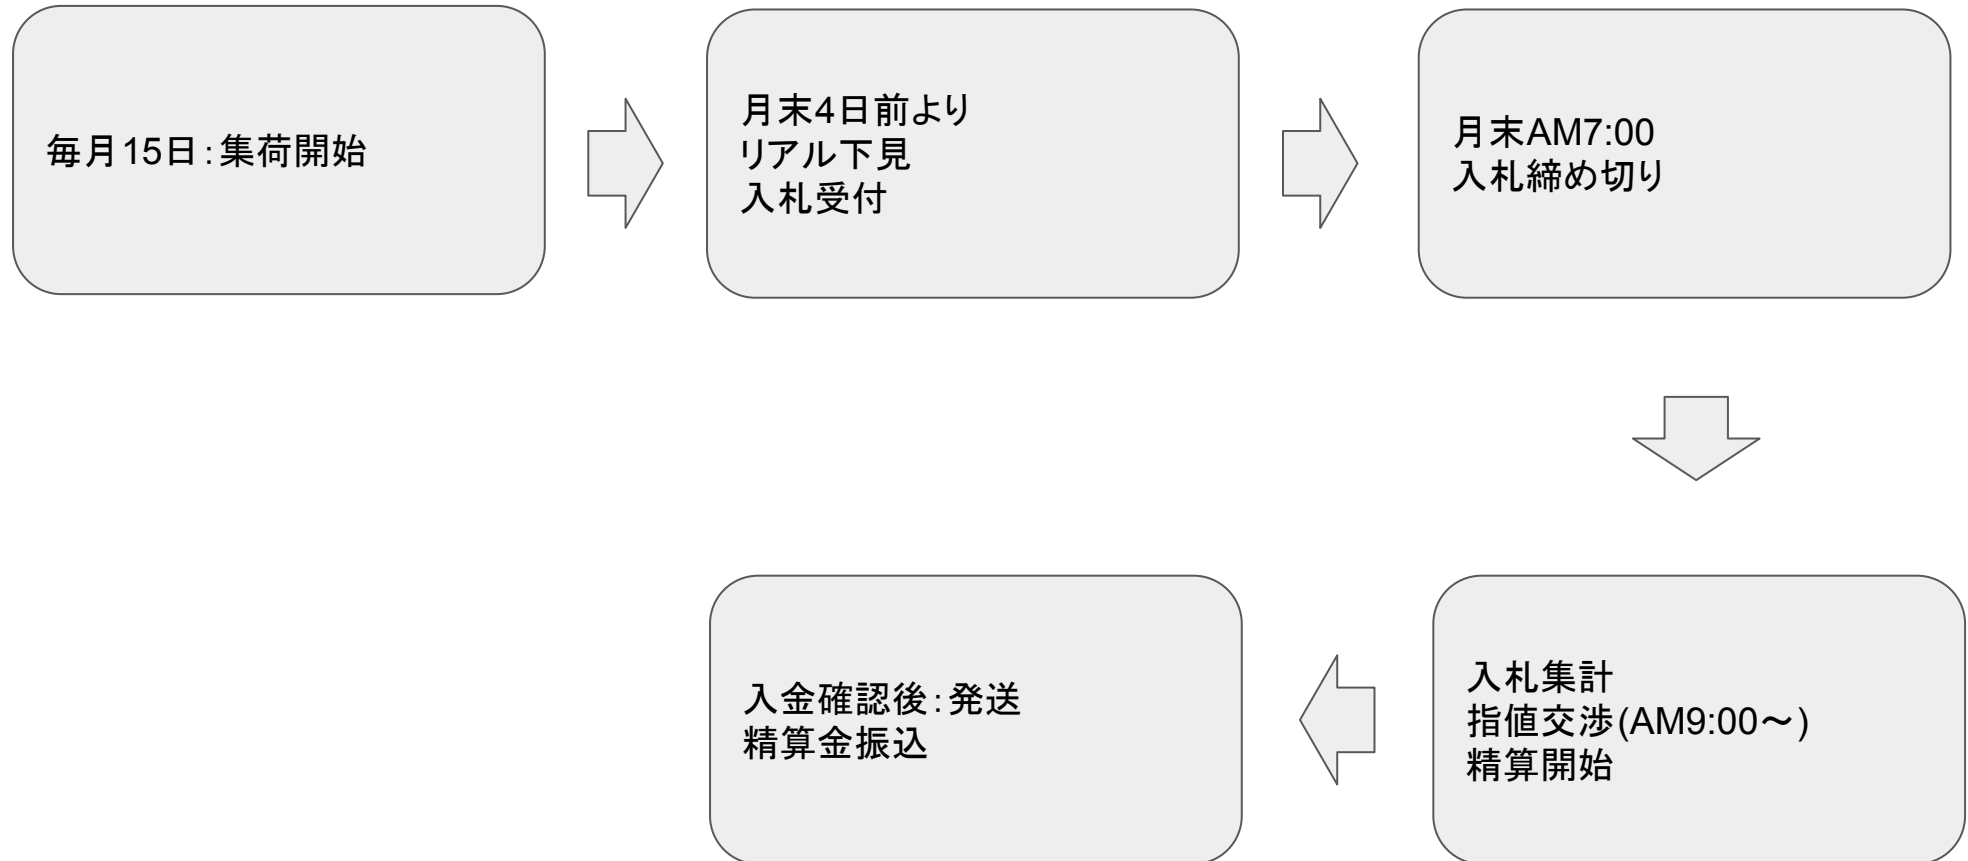 毎月15日：集荷開始
月末4日前より
リアル下見
入札受付
月末AM7:00
入札締め切り
入札集計
指値交渉(AM9:00〜)
精算開始
入金確認後：発送
精算金振込